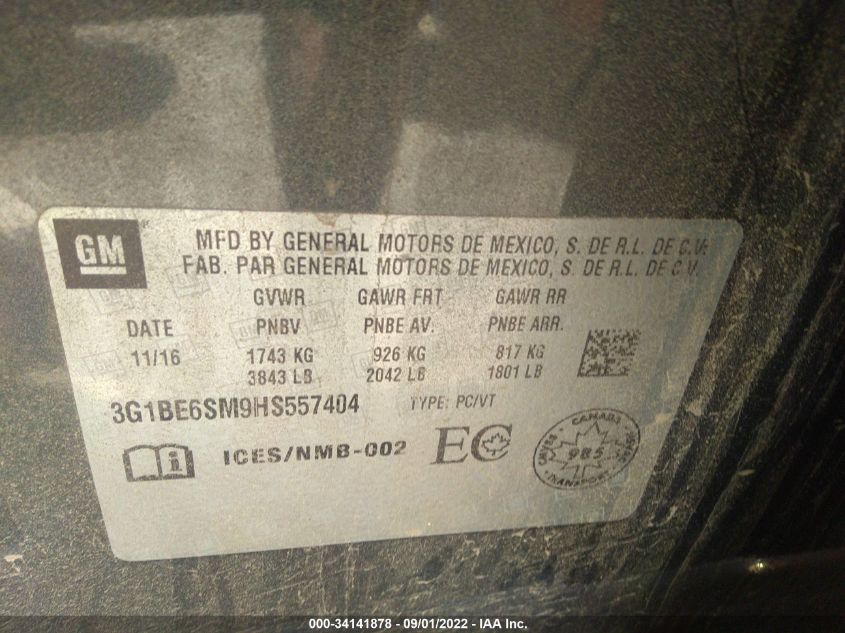 GM
MFD BY GENERAL MOTORS DE MEXICO, S. DE R.L. DE C.V.
FAB. PAR GENERAL MOTORS DE MEXICO, S. DE R.L. DE C.V.
GVWR GAWR FRT GAWR RR
DATE PNBV PNBE AV. PNBE ARR.
11/16 1743 KG 926 KG 817 KG
3843 LB 2042 LB 1801 LB
3G1BE6SM9HS557404 TYPE: PC/VT
i ICES/NMB-002 EC
CANADA
985
TRANSPORT
000-34141878 - 09/01/2022 - IAA Inc.